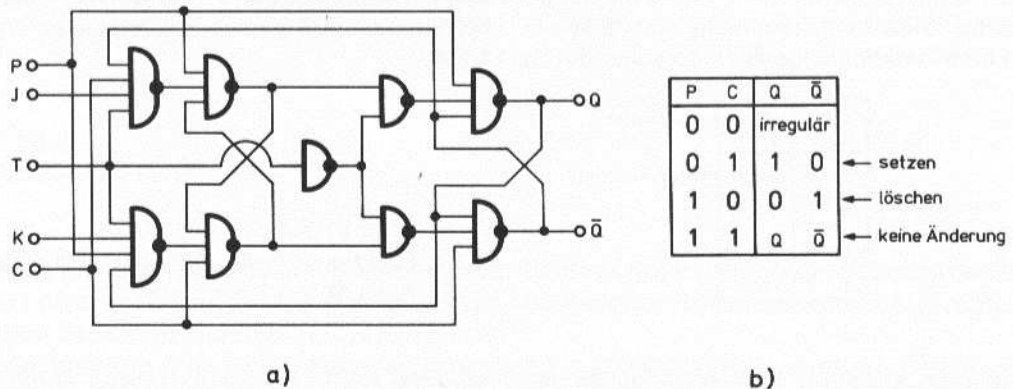 P
J
T
K
C
Q
Q̄
a)
P C Q Q̄
0 0 irregulär
0 1 1 0 setzen
1 0 0 1 löschen
1 1 Q Q̄ keine Änderung
b)